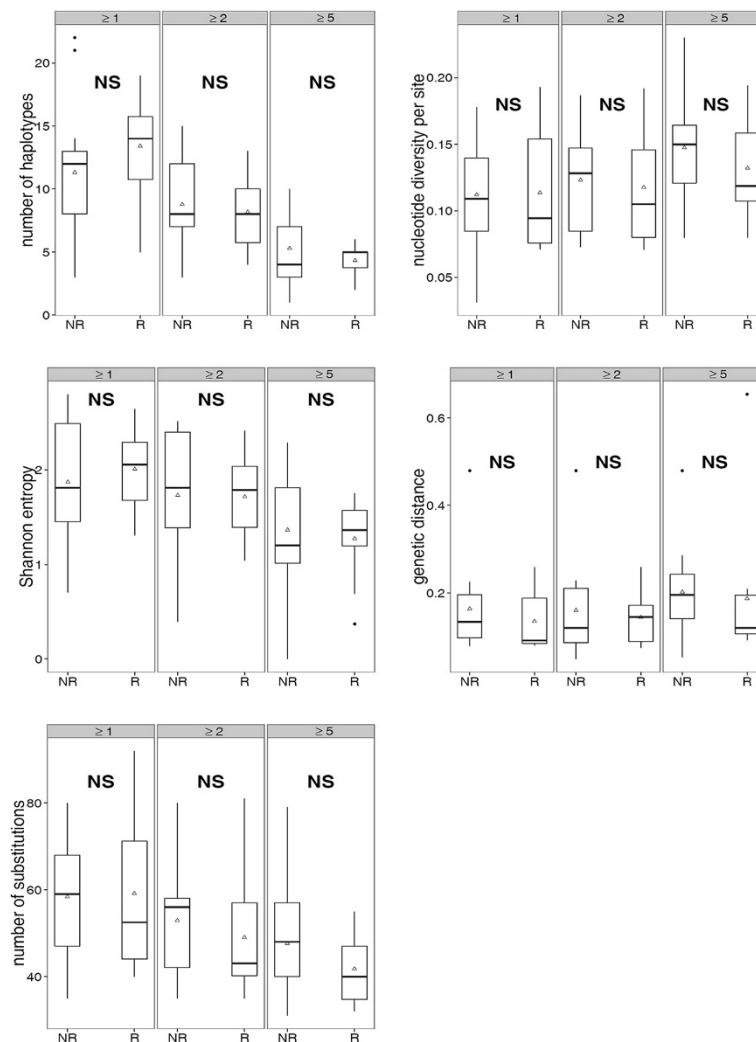 ≥ 1 ≥ 2 ≥ 5
number of haplotypes
20
15
10
5
0
NS NS NS
NR R NR R NR R
≥ 1 ≥ 2 ≥ 5
nucleotide diversity per site
0.20
0.15
0.10
0.05
NS NS NS
NR R NR R NR R
≥ 1 ≥ 2 ≥ 5
Shannon entropy
2
1
0
NS NS NS
NR R NR R NR R
≥ 1 ≥ 2 ≥ 5
genetic distance
0.6
0.4
0.2
NS NS NS
NR R NR R NR R
≥ 1 ≥ 2 ≥ 5
number of substitutions
80
60
40
NS NS NS
NR R NR R NR R